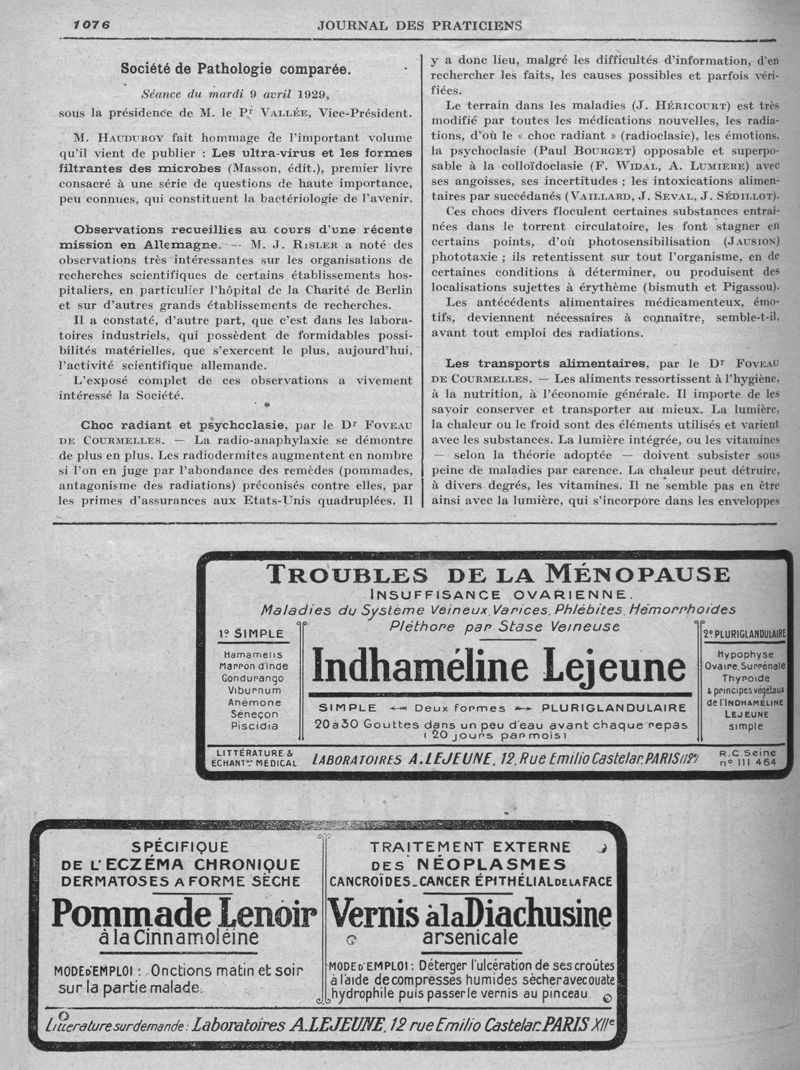 1076
JOURNAL DES PRATICIENS
Société de Pathologie comparée.
Séance du mardi 9 avril 1929,
sous la présidence de M. le Pr VALLÉE, Vice-Président.
M. HAUDUROY fait hommage de l'important volume
qu'il vient de publier : Les ultra-virus et les formes
filtrantes des microbes (Masson, édit.), premier livre
consacré à une série de questions de haute importance,
peu connues, qui constituent la bactériologie de l'avenir.
Observations recueillies au cours d'une récente
mission en Allemagne. — M. J. RISLER a noté des
observations très intéressantes sur les organisations de
recherches scientifiques de certains établissements hos-
pitaliers, en particulier l'hôpital de la Charité de Berlin
et sur d'autres grands établissements de recherches.
Il a constaté, d'autre part, que c'est dans les labora-
toires industriels, qui possèdent de formidables possi-
bilités matérielles, que s'exercent le plus, aujourd'hui,
l'activité scientifique allemande.
L'exposé complet de ces observations a vivement
intéressé la Société.
Choc radiant et psychoclasie, par le Dr FOVEAU
DE COURMELLES. — La radio-anaphylaxie se démontre
de plus en plus. Les radiodermites augmentent en nombre
si l'on en juge par l'abondance des remèdes (pommades,
antagonisme des radiations) préconisés contre elles, par
les primes d'assurances aux Etats-Unis quadruplées. Il
y a donc lieu, malgré les difficultés d'information, d'en
rechercher les faits, les causes possibles et parfois véri-
fiées.
Le terrain dans les maladies (J. HÉRICOURT) est très
modifié par toutes les médications nouvelles, les radia-
tions, d'où le « choc radiant » (radioclasie), les émotions,
la psychoclasie (Paul BOURGET) opposable et superpo-
sable à la colloïdoclasie (F. WIDAL, A. LUMIERE) avec
ses angoisses, ses incertitudes ; les intoxications alimen-
taires par succédanés (VAILLARD, J. SEVAL, J. SÉDILLOT).
Ces chocs divers floculent certaines substances entraî-
nées dans le torrent circulatoire, les font stagner en
certains points, d'où photosensibilisation (JAUSION)
phototaxie ; ils retentissent sur tout l'organisme, en de
certaines conditions à déterminer, ou produisent des
localisations sujettes à érythème (bismuth et Pigassou).
Les antécédents alimentaires médicamenteux, émo-
tifs, deviennent nécessaires à connaître, semble-t-il,
avant tout emploi des radiations.
Les transports alimentaires, par le Dr FOVEAU
DE COURMELLES. — Les aliments ressortissent à l'hygiène,
à la nutrition, à l'économie générale. Il importe de les
savoir conserver et transporter au mieux. La lumière,
la chaleur ou le froid sont des éléments utilisés et varient
avec les substances. La lumière intégrée, ou les vitamines
— selon la théorie adoptée — doivent subsister sous
peine de maladies par carence. La chaleur peut détruire,
à divers degrés, les vitamines. Il ne semble pas en être
ainsi avec la lumière, qui s'incorpore dans les enveloppes
TROUBLES DE LA MÉNOPAUSE
INSUFFISANCE OVARIENNE.
Maladies du Système Veineux, Varices, Phlébites, Hémorrhoïdes
Pléthore par Stase Veineuse
1º SIMPLE
Hamamelis
Marron d'Inde
Gondurango
Viburnum
Anémone
Séneçon
Piscidia
Indhaméline Lejeune
SIMPLE Deux formes PLURIGLANDULAIRE
20 à 30 Gouttes dans un peu d'eau avant chaque repas
(20 jours par mois)
2º PLURIGLANDULAIRE
Hypophyse
Ovaire, Surrénale
Thyroïde
& principes végétaux
de l'INDHAMÉLINE
LEJEUNE
simple
LITTÉRATURE &
ÉCHANTons MÉDICAL
LABORATOIRES A. LEJEUNE, 12, Rue Emilio Castelar, PARIS (12e)
R.C. Seine
nº 111 464
SPÉCIFIQUE
DE L'ECZÉMA CHRONIQUE
DERMATOSES A FORME SÈCHE
Pommade Lenoir
à la Cinnamoléine
MODE D'EMPLOI : Onctions matin et soir
sur la partie malade.
TRAITEMENT EXTERNE
DES NÉOPLASMES
CANCROÏDES - CANCER ÉPITHÉLIAL DE LA FACE
Vernis à la Diachusine
arsenicale
MODE D'EMPLOI : Déterger l'ulcération de ses croûtes
à l'aide de compresses humides sécher avec ouate
hydrophile puis passer le vernis au pinceau.
Littérature sur demande : Laboratoires A. LEJEUNE, 12 rue Emilio Castelar. PARIS XIIe